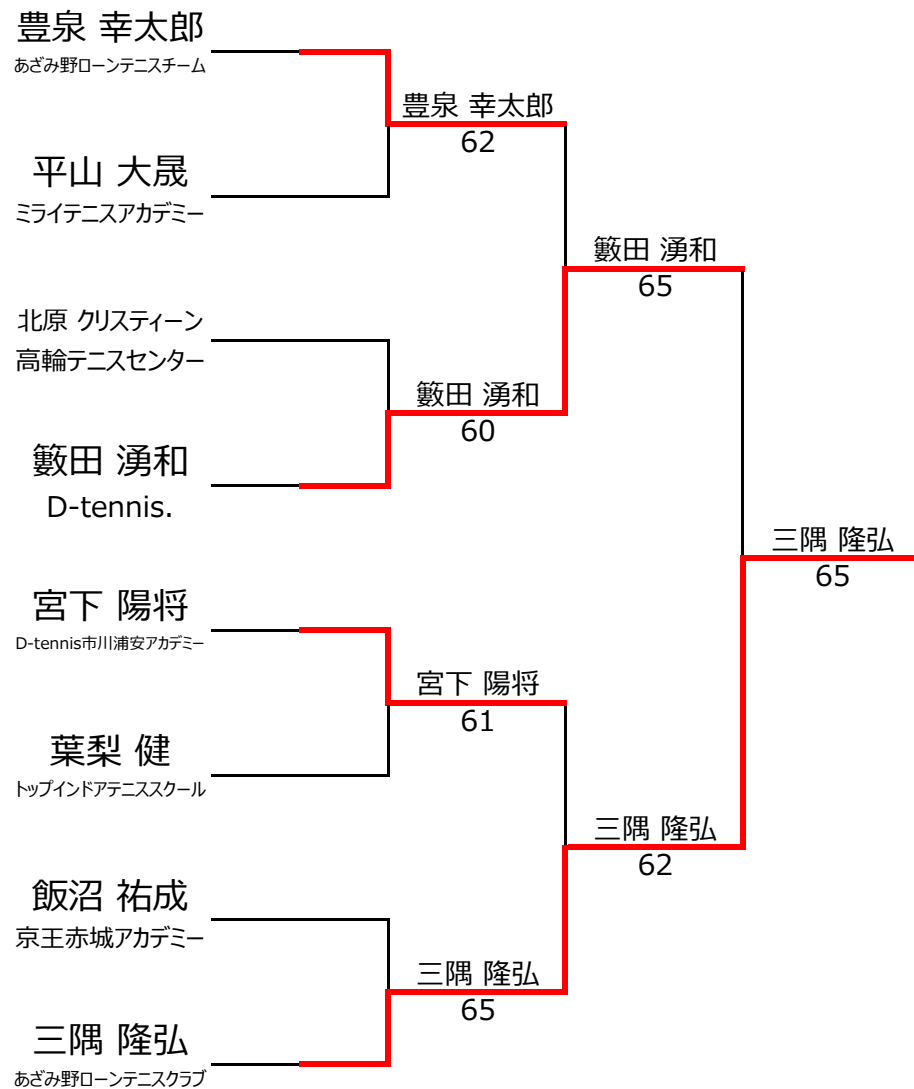 豊泉 幸太郎
あざみ野ローンテニスチーム
豊泉 幸太郎
62
平山 大晟
ミライテニスアカデミー
籔田 湧和
65
北原 クリスティーン
高輪テニスセンター
籔田 湧和
60
籔田 湧和
D-tennis.
三隅 隆弘
65
宮下 陽将
D-tennis市川浦安アカデミー
宮下 陽将
61
葉梨 健
トップインドアテニススクール
三隅 隆弘
62
飯沼 祐成
京王赤城アカデミー
三隅 隆弘
65
三隅 隆弘
あざみ野ローンテニスクラブ